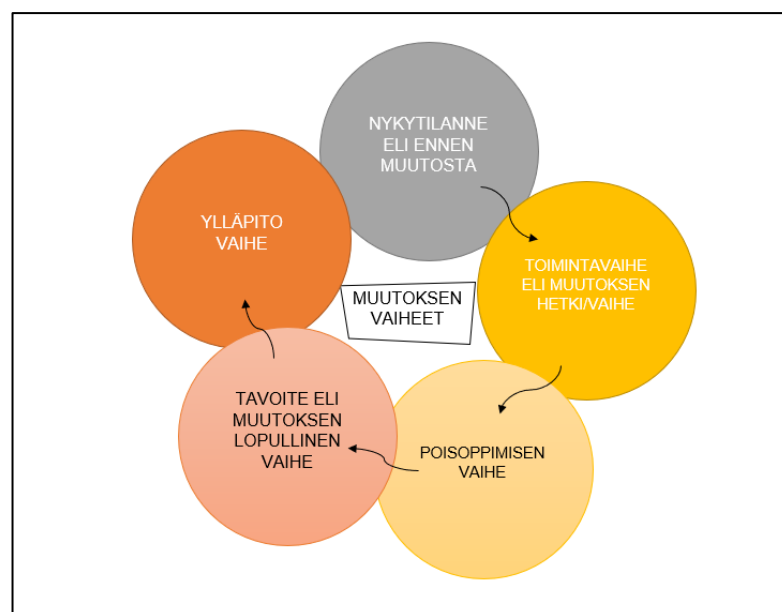 NYKYTILANNE
ELI ENNEN
MUUTOSTA
TOIMINTAVAIHE
ELI MUUTOKSEN
HETKI/VAIHE
POISOPPIMISEN
VAIHE
TAVOITE ELI
MUUTOKSEN
LOPULLINEN
VAIHE
YLLÄPITO
VAIHE
MUUTOKSEN
VAIHEET